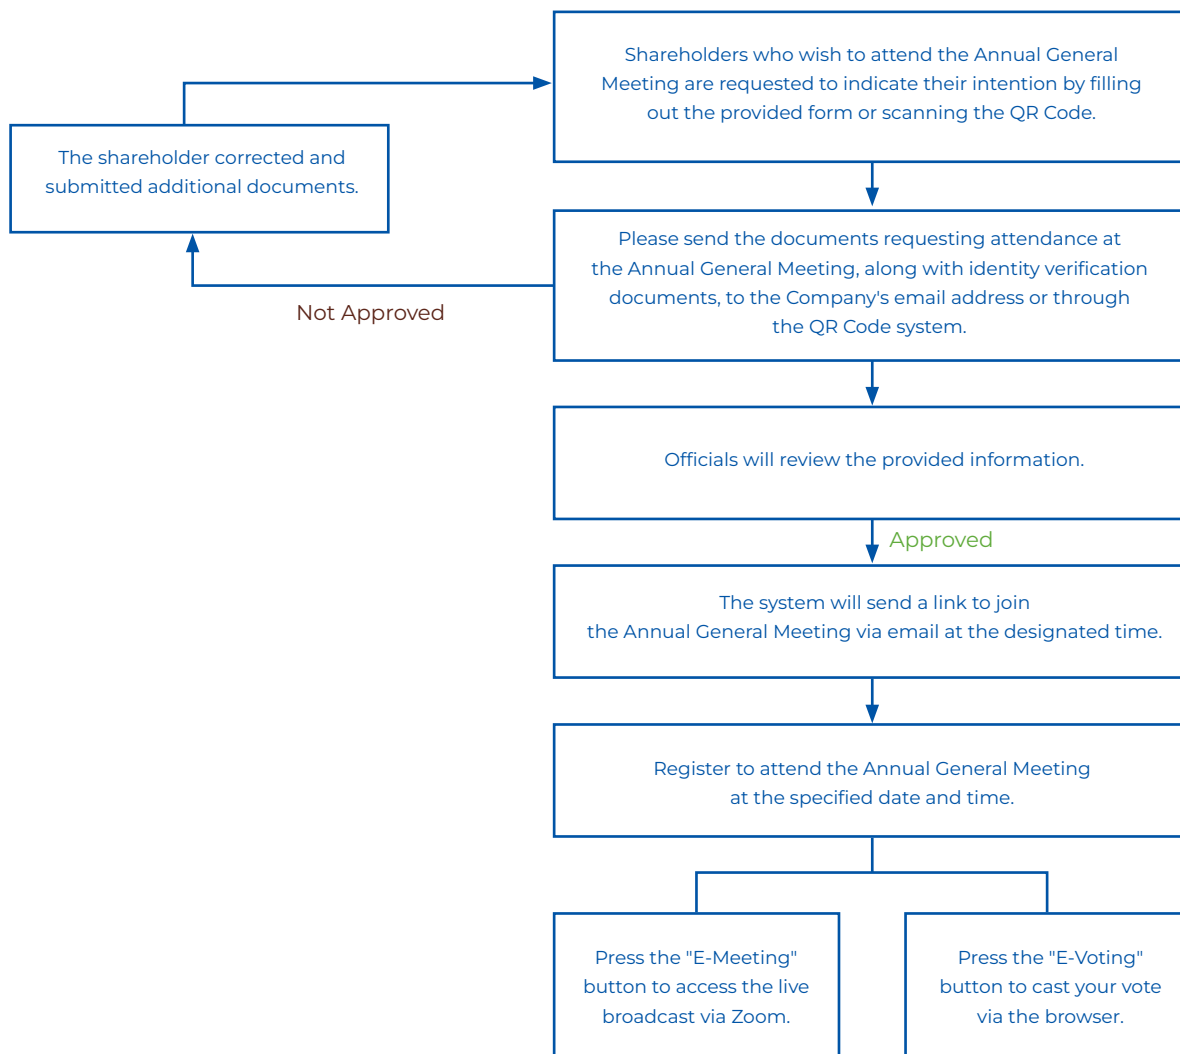 Shareholders who wish to attend the Annual General
Meeting are requested to indicate their intention by filling
out the provided form or scanning the QR Code.
The shareholder corrected and
submitted additional documents.
Please send the documents requesting attendance at
the Annual General Meeting, along with identity verification
documents, to the Company's email address or through
the QR Code system.
Not Approved
Officials will review the provided information.
Approved
The system will send a link to join
the Annual General Meeting via email at the designated time.
Register to attend the Annual General Meeting
at the specified date and time.
Press the "E-Meeting"
button to access the live
broadcast via Zoom.
Press the "E-Voting"
button to cast your vote
via the browser.